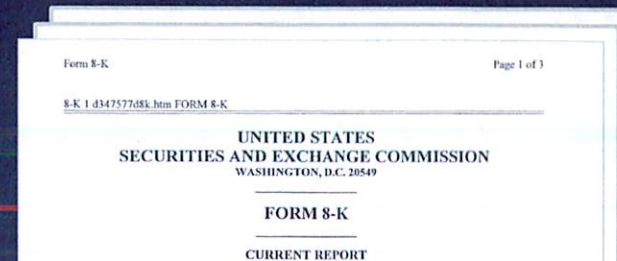 Form 8-K
Page 1 of 3
8-K 1 d347577d8k.htm FORM 8-K
UNITED STATES
SECURITIES AND EXCHANGE COMMISSION
WASHINGTON, D.C. 20549
FORM 8-K
CURRENT REPORT